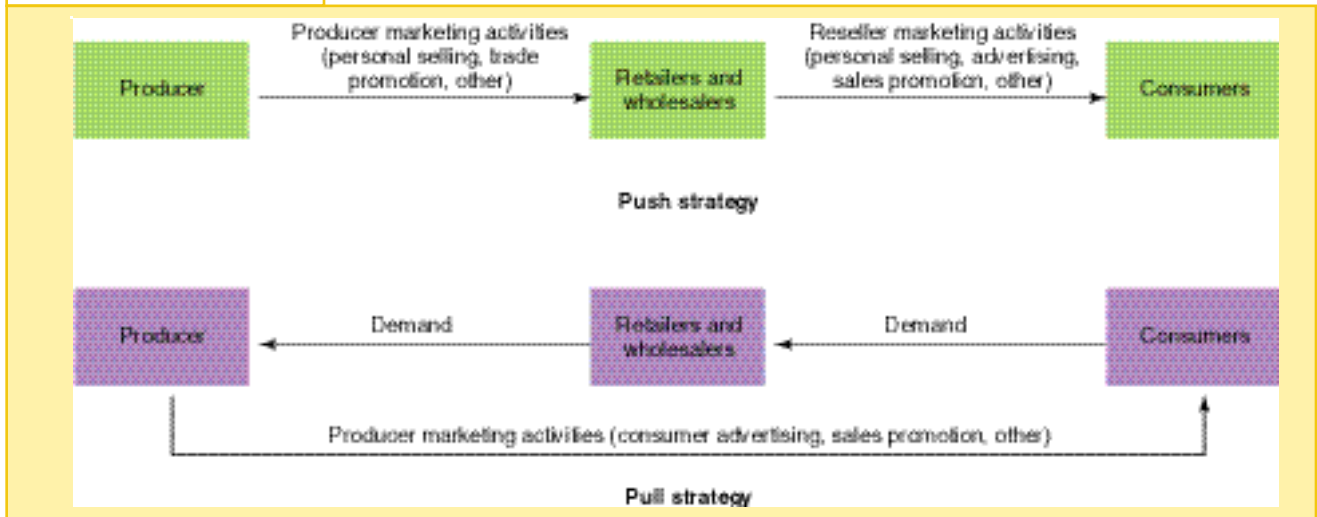 Producer marketing activities
(personal selling, trade
promotion, other)
Reseller marketing activities
(personal selling, advertising,
sales promotion, other)
Producer
Retailers and
wholesalers
Consumers
Push strategy
Producer
Demand
Retailers and
wholesalers
Demand
Consumers
Producer marketing activities (consumer advertising, sales promotion, other)
Pull strategy